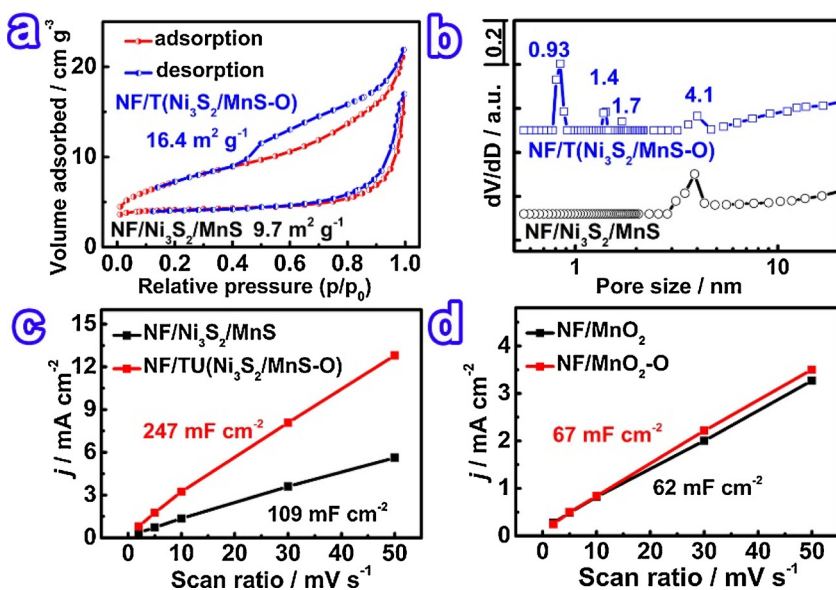 a
adsorption
desorption
NF/T(Ni₃S₂/MnS-O)
16.4 m² g⁻¹
NF/Ni₃S₂/MnS 9.7 m² g⁻¹
Volume adsorbed / cm g⁻³
20
10
0
0.0 0.2 0.4 0.6 0.8 1.0
Relative pressure (p/p₀)
b
0.2
0.93
1.4
1.7
4.1
NF/T(Ni₃S₂/MnS-O)
NF/Ni₃S₂/MnS
dV/dD / a.u.
1 10
Pore size / nm
c
NF/Ni₃S₂/MnS
NF/TU(Ni₃S₂/MnS-O)
247 mF cm⁻²
109 mF cm⁻²
j / mA cm⁻²
15
12
9
6
3
0
0 10 20 30 40 50
Scan ratio / mV s⁻¹
d
NF/MnO₂
NF/MnO₂-O
67 mF cm⁻²
62 mF cm⁻²
j / mA cm⁻²
4
3
2
1
0
0 10 20 30 40 50
Scan ratio / mV s⁻¹